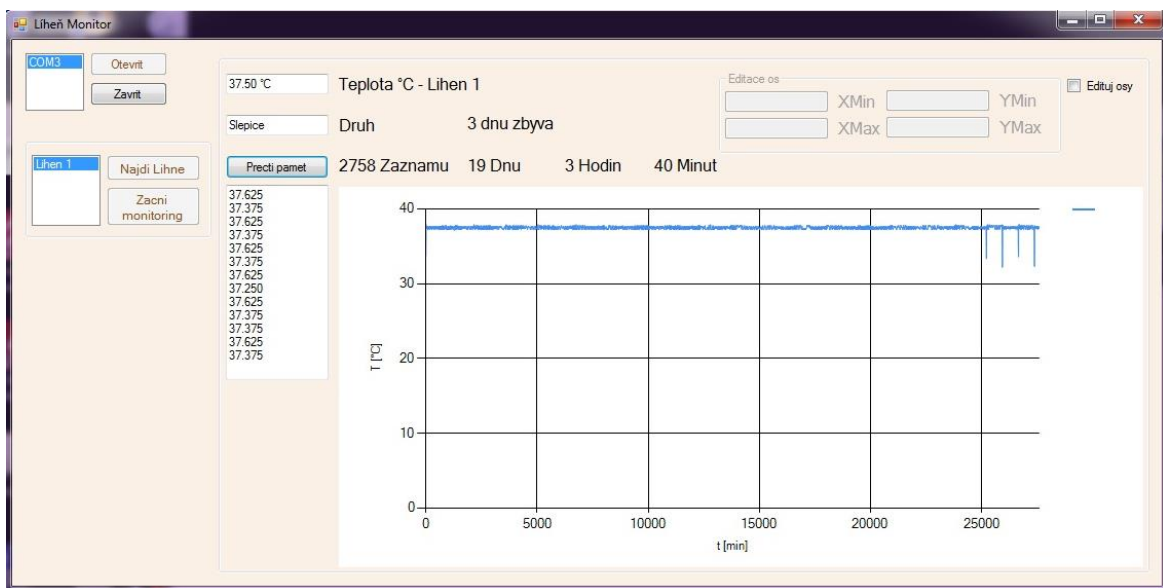 Líheň Monitor
COM3
Otevrit
Zavrit
Lihen 1
Najdi Lihne
Zacni
monitoring
37.50 °C
Teplota °C - Lihen 1
Slepice
Druh
3 dnu zbyva
Editace os
XMin
YMin
XMax
YMax
Edituj osy
Precti pamet
2758 Zaznamu
19 Dnu
3 Hodin
40 Minut
37.625
37.375
37.625
37.375
37.625
37.375
37.625
37.250
37.625
37.375
37.375
37.625
37.375
40
30
20
10
0
T [°C]
0
5000
10000
15000
20000
25000
t [min]